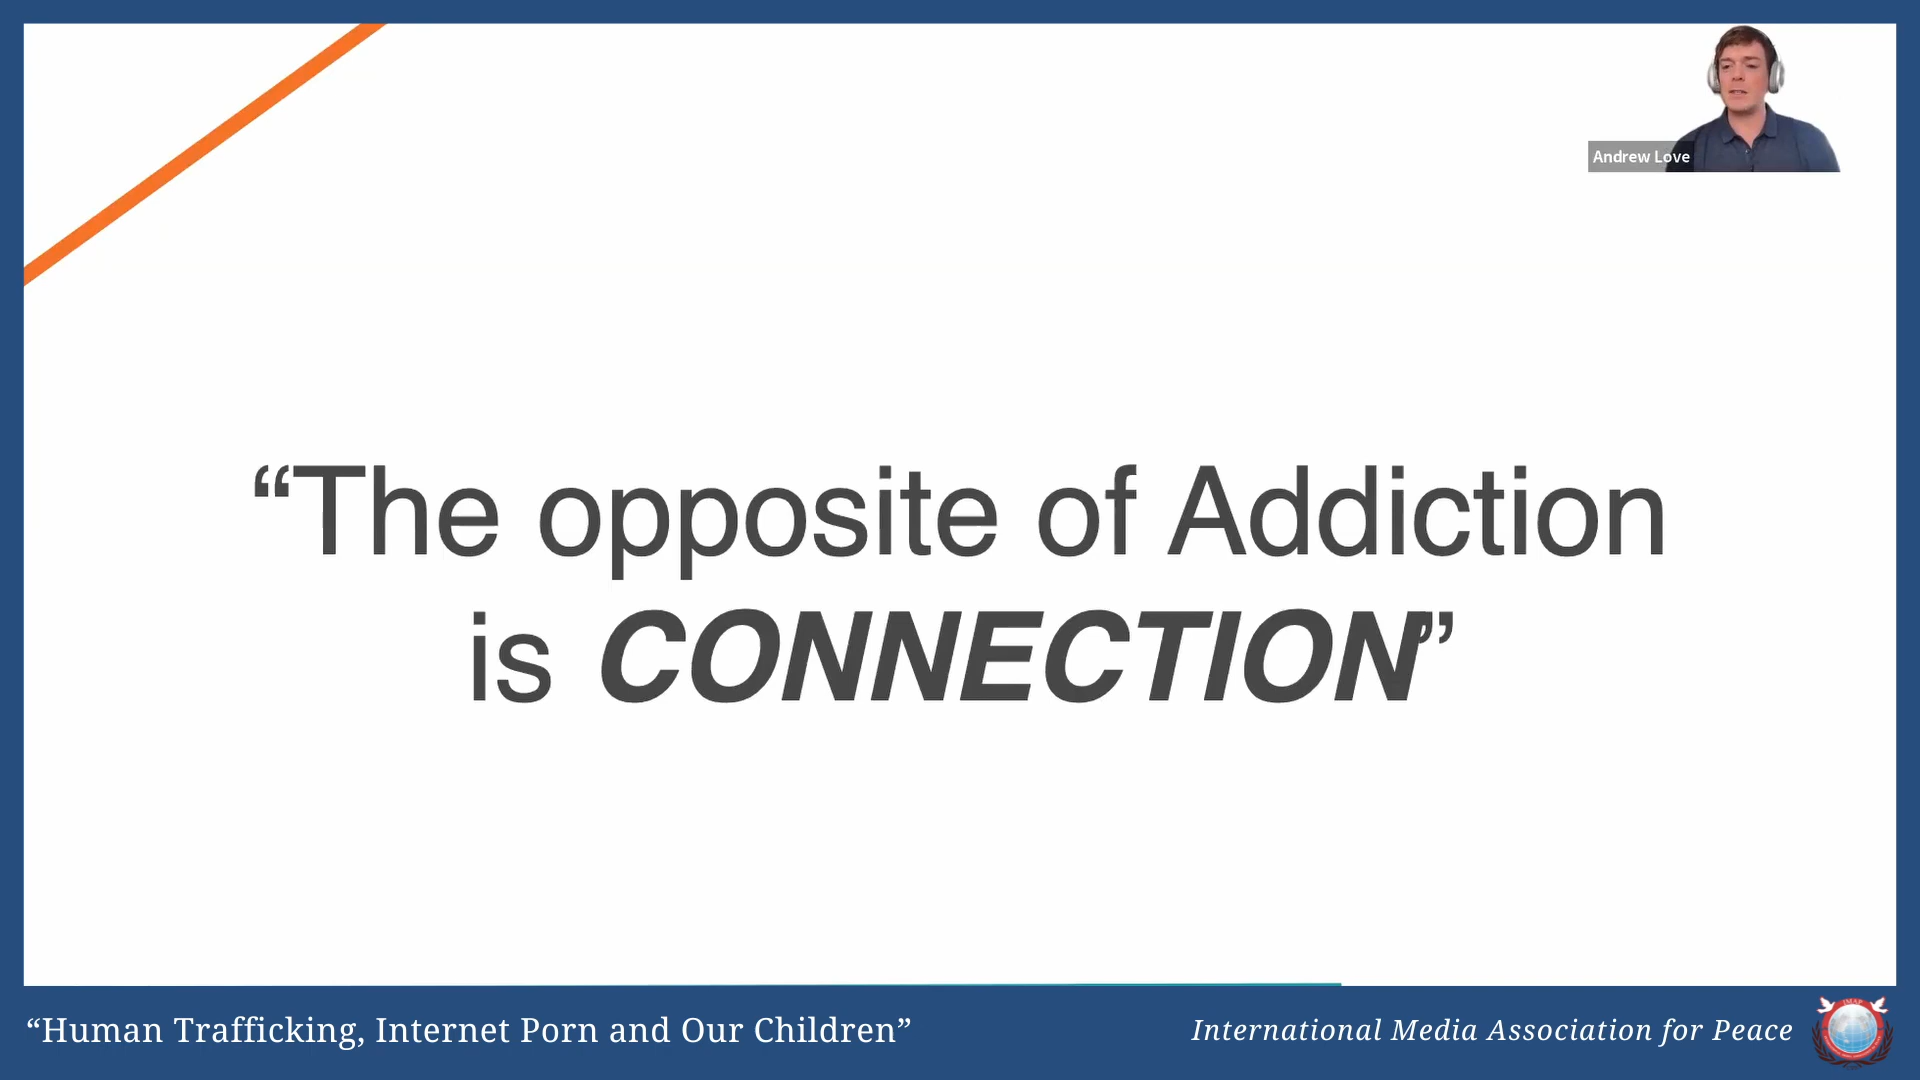 Andrew Love
“The opposite of Addiction
is CONNECTION”
“Human Trafficking, Internet Porn and Our Children”
International Media Association for Peace